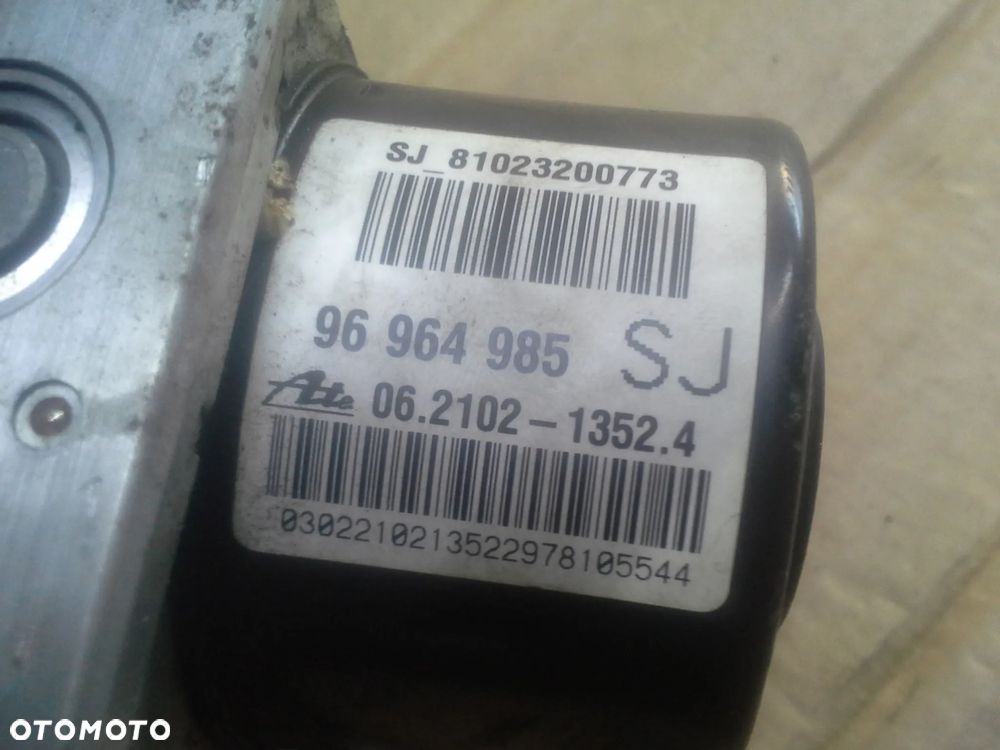 SJ_81023200773
96 964 985 SJ
Ate 06.2102-1352.4
0302210213522978105544
OTOMOTO